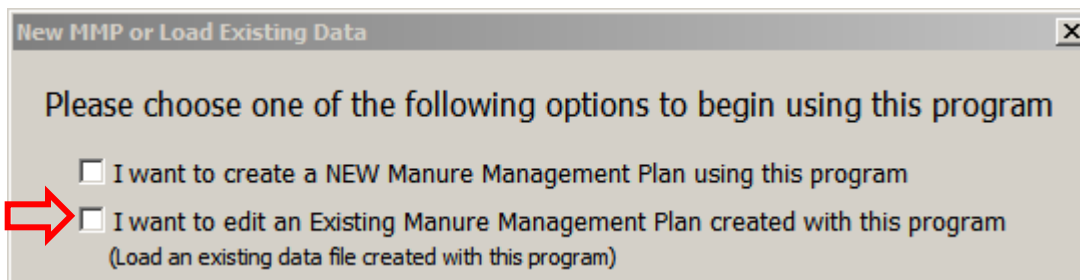 New MMP or Load Existing Data
Please choose one of the following options to begin using this program
I want to create a NEW Manure Management Plan using this program
I want to edit an Existing Manure Management Plan created with this program
(Load an existing data file created with this program)